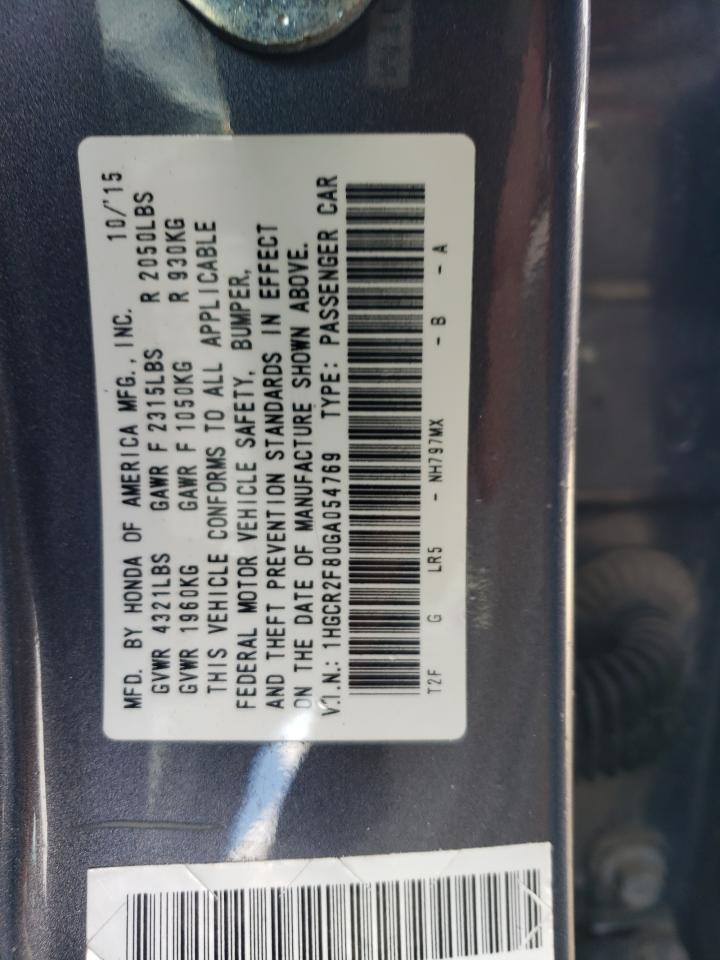 MFD. BY HONDA OF AMERICA MFG., INC. 10/'15
GVWR 4321LBS GAWR F 2315LBS R 2050LBS
GVWR 1960KG GAWR F 1050KG R 930KG
THIS VEHICLE CONFORMS TO ALL APPLICABLE
FEDERAL MOTOR VEHICLE SAFETY, BUMPER,
AND THEFT PREVENTION STANDARDS IN EFFECT
ON THE DATE OF MANUFACTURE SHOWN ABOVE.
V.I.N.: 1HGCR2F80GA054769 TYPE: PASSENGER CAR
T2F G LR5 - NH797MX - B - A